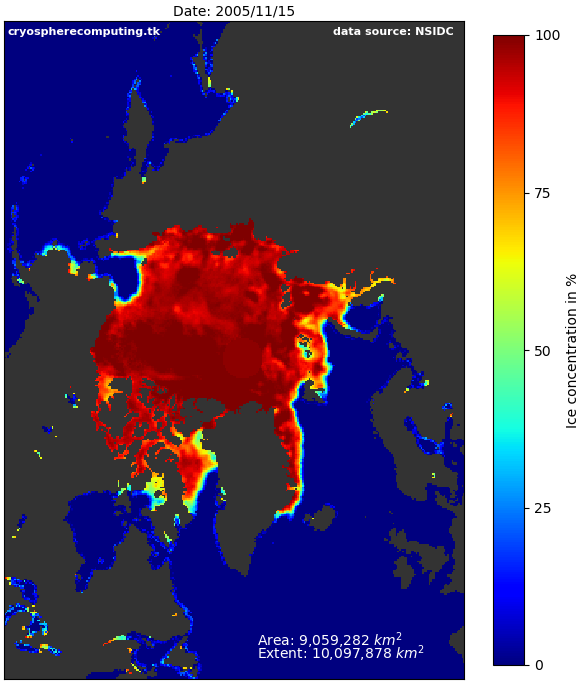 Date: 2005/11/15
cryospherecomputing.tk data source: NSIDC
100
75
50
25
0
Ice concentration in %
Area: 9,059,282 km²
Extent: 10,097,878 km²